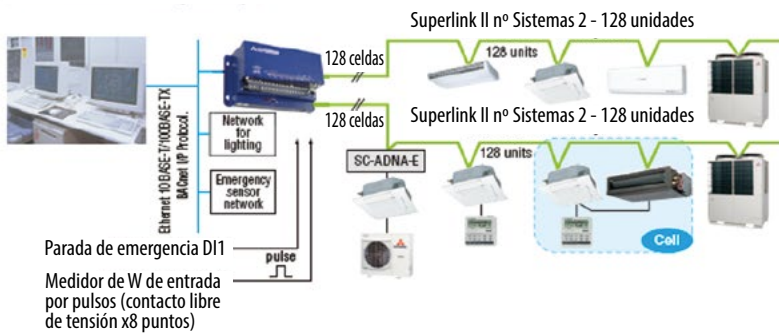 Superlink II nº Sistemas 2 - 128 unidades
128 celdas
128 units
Superlink II nº Sistemas 2 - 128 unidades
128 celdas
128 units
SC-ADNA-E
Cell
Ethernet 10BASE-T/100BASE-TX
BACnet I/P Protocol.
Network
for
lighting
Emergency
sensor
network
Parada de emergencia DI1
pulse
Medidor de W de entrada
por pulsos (contacto libre
de tensión x8 puntos)